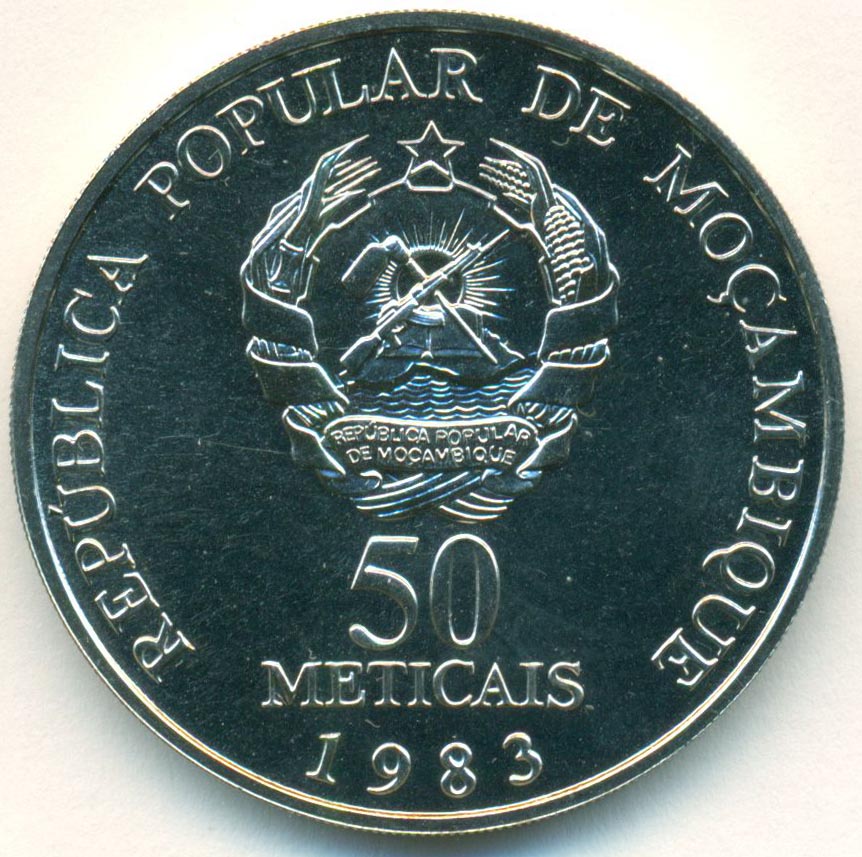 REPÚBLICA POPULAR DE MOÇAMBIQUE
REPÚBLICA POPULAR
DE MOÇAMBIQUE
50
METICAIS
1983